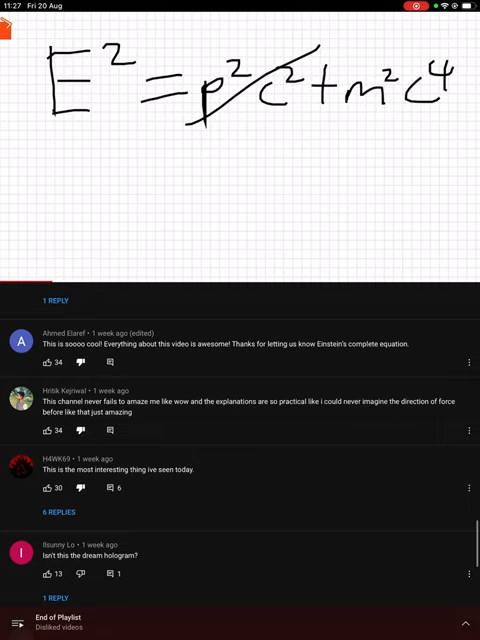 11:27 Fri 20 Aug
E² = p²c² + m²c⁴
1 REPLY
Ahmed Elaref • 1 week ago (edited)
This is soooo cool! Everything about this video is awesome! Thanks for letting us know Einstein's complete equation.
34
Hritik Kejriwal • 1 week ago
This channel never fails to amaze me like wow and the explanations are so practical like i could never imagine the direction of force
before like that just amazing
34
H4WK69 • 1 week ago
This is the most interesting thing ive seen today.
30 6
6 REPLIES
Ilsunny Lo • 1 week ago
Isn't this the dream hologram?
13 1
1 REPLY
End of Playlist
Disliked videos
A
I